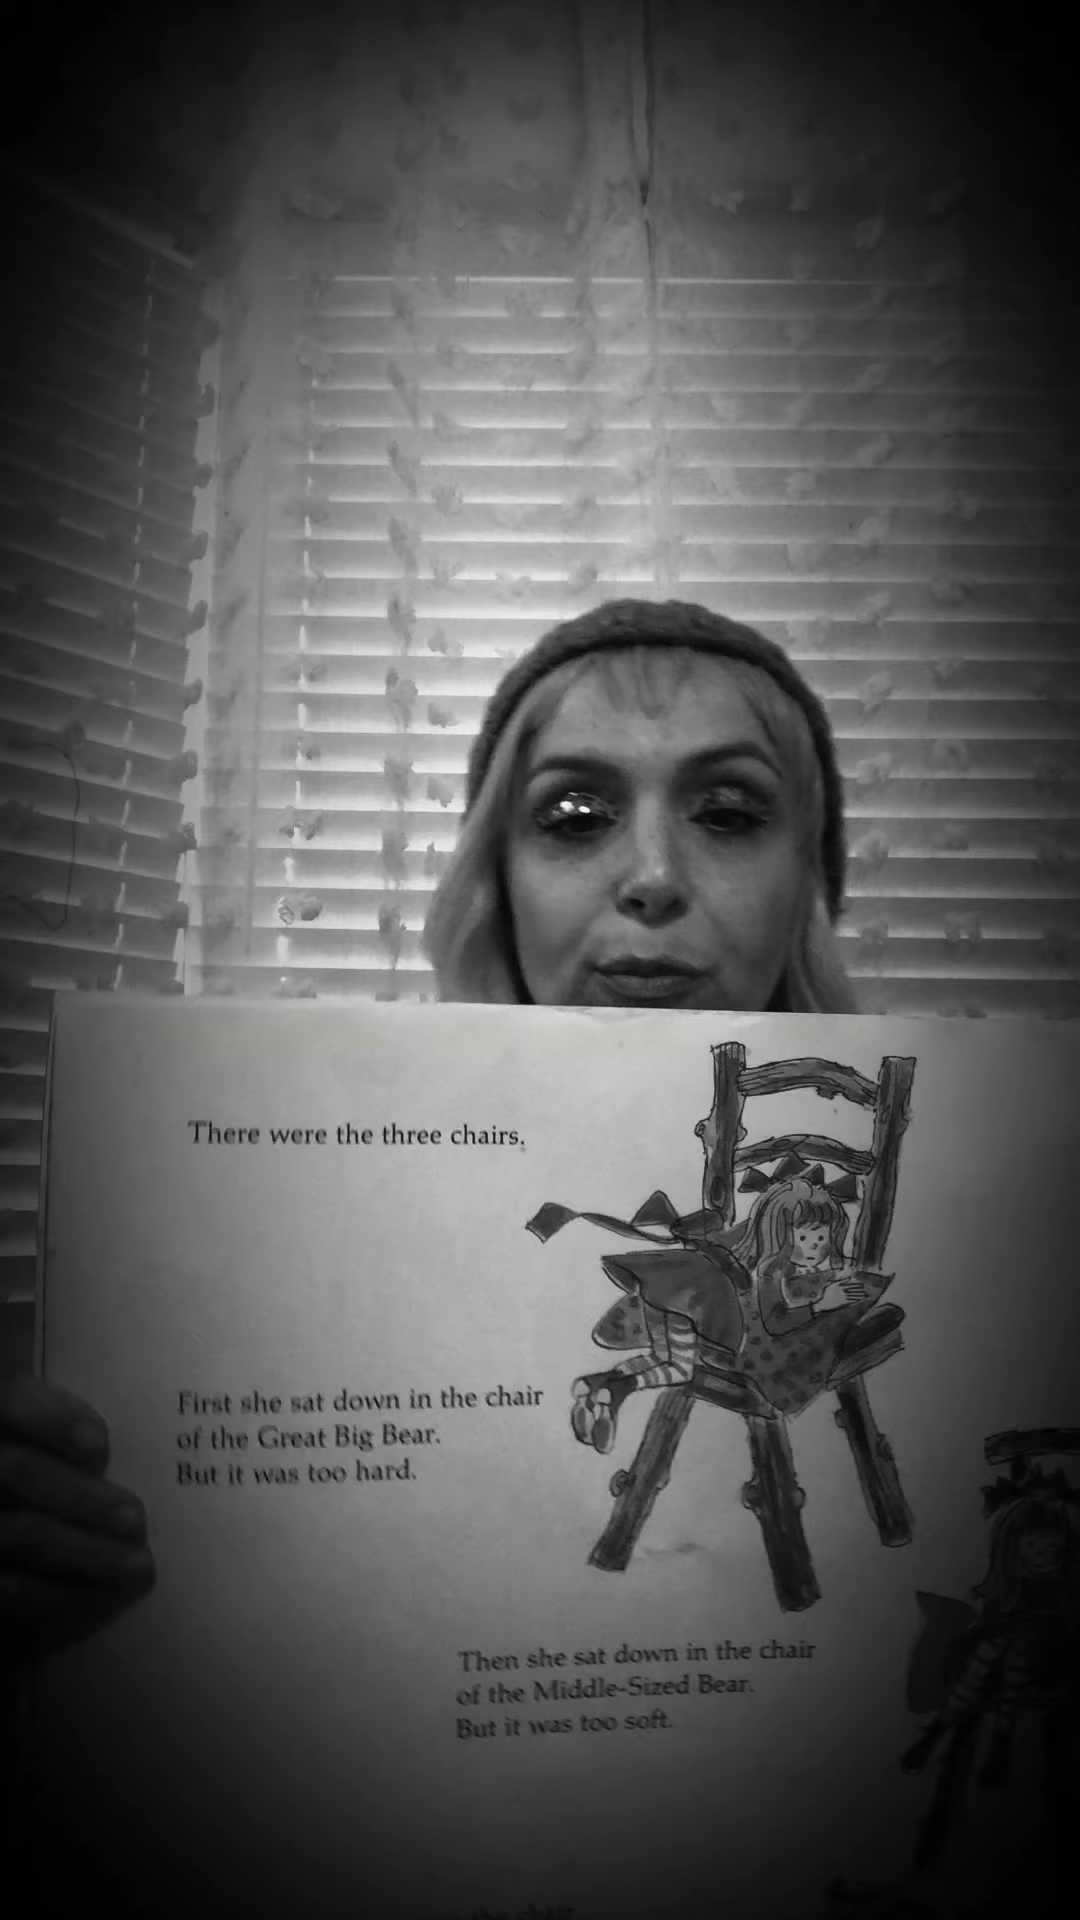 There were the three chairs.
First she sat down in the chair
of the Great Big Bear.
But it was too hard.
Then she sat down in the chair
of the Middle-Sized Bear.
But it was too soft.
the chair